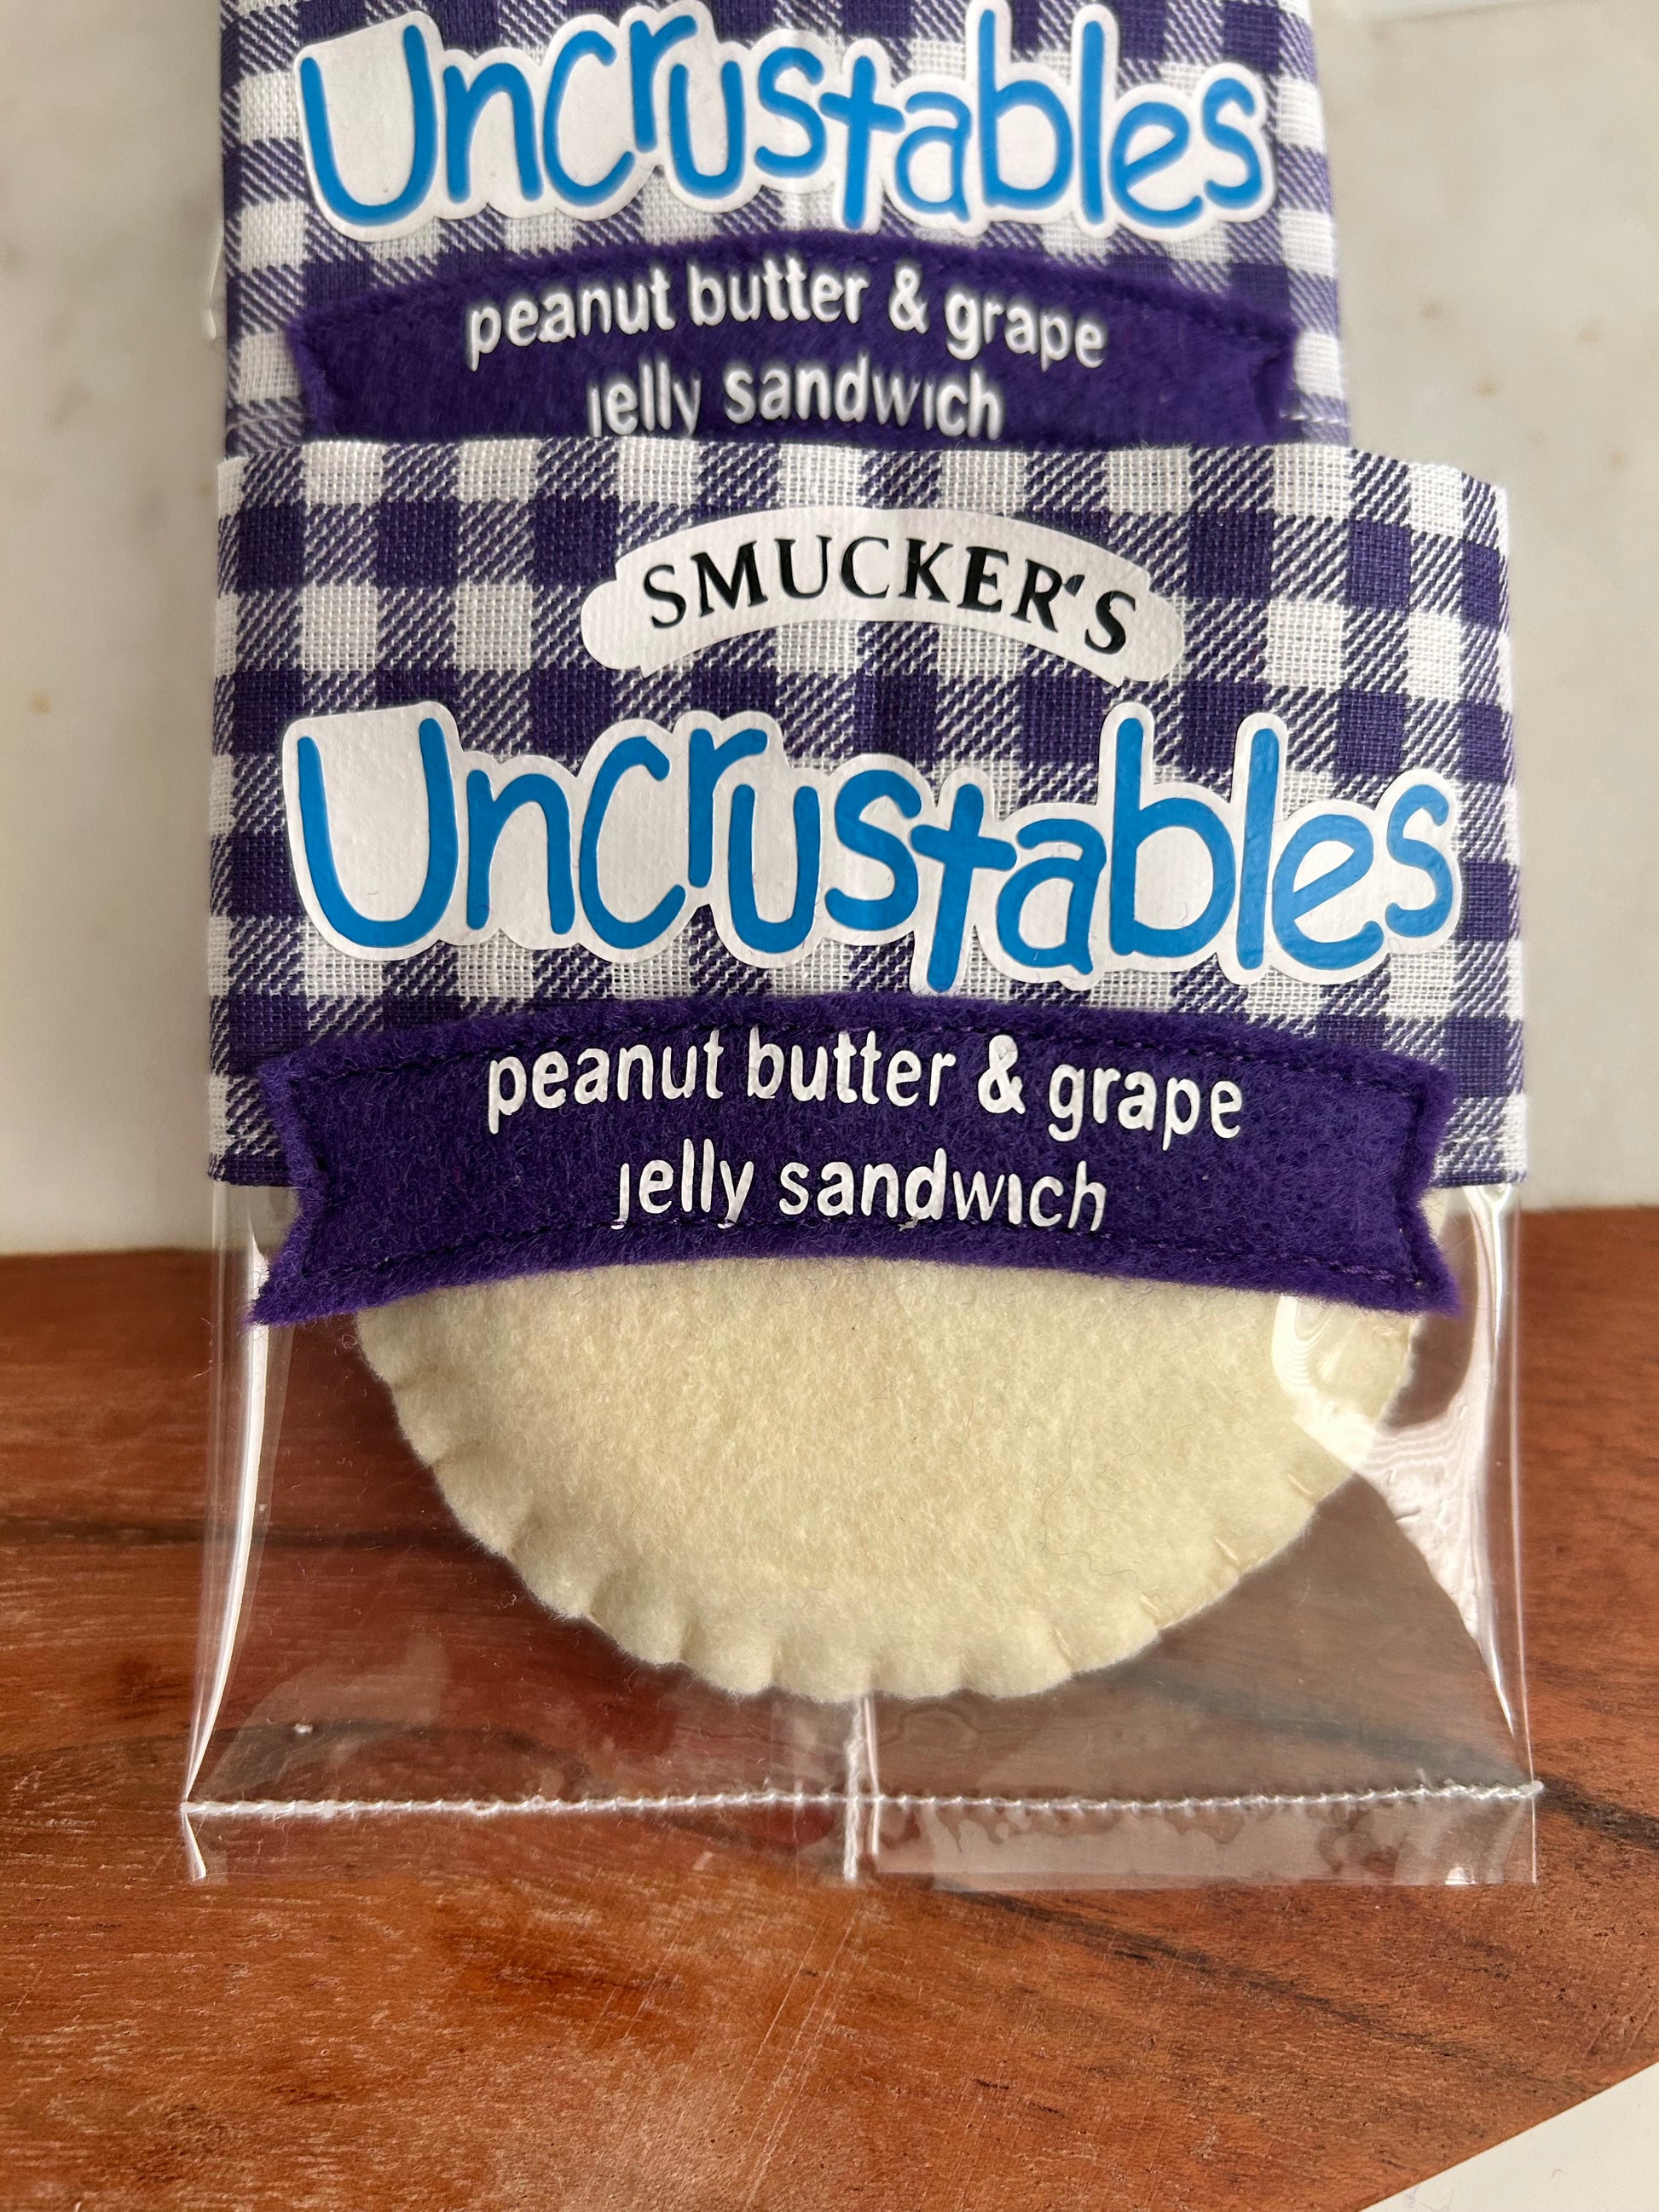 Uncrustables
peanut butter & grape
jelly sandwich
SMUCKER'S
Uncrustables
peanut butter & grape
jelly sandwich